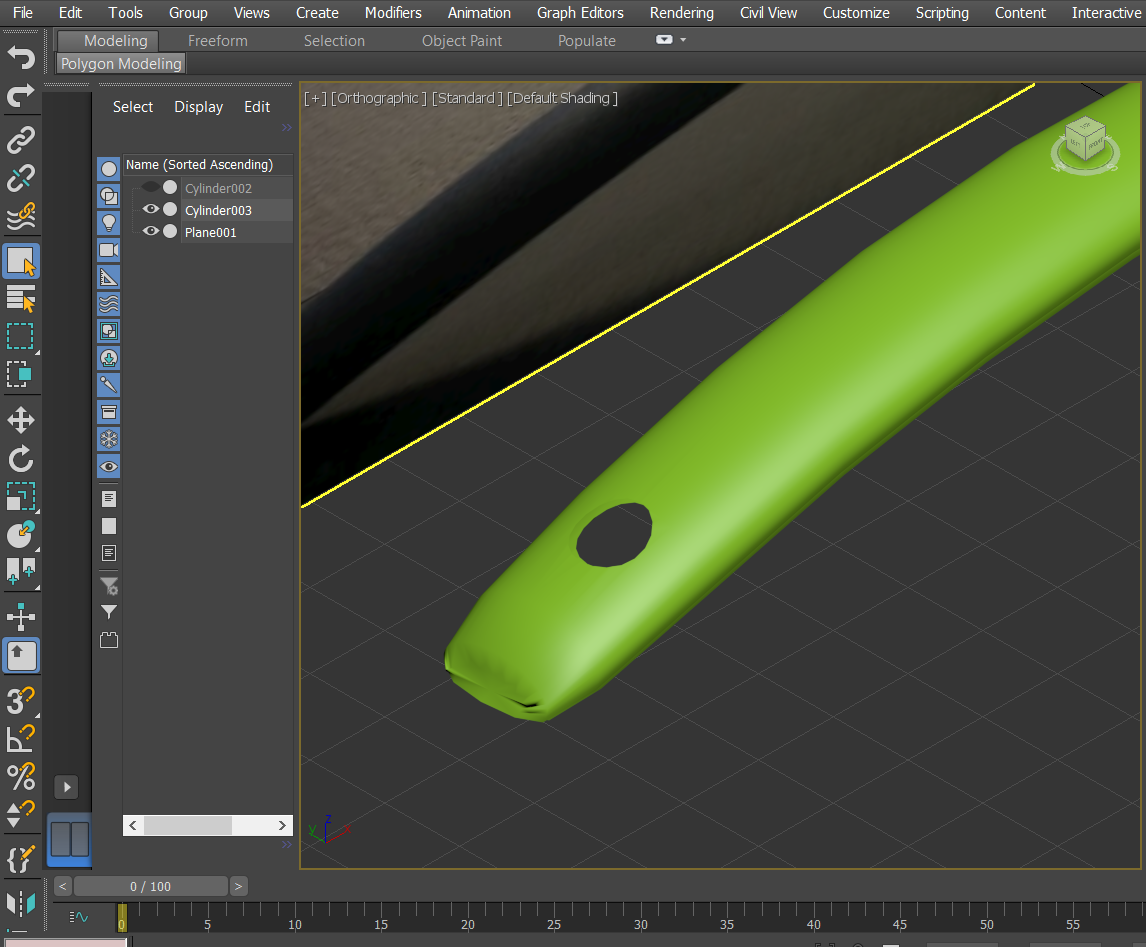 File Edit Tools Group Views Create Modifiers Animation Graph Editors Rendering Civil View Customize Scripting Content Interactive
Modeling Freeform Selection Object Paint Populate
Polygon Modeling
Select Display Edit
[+] [Orthographic] [Standard] [Default Shading]
Name (Sorted Ascending)
Cylinder002
Cylinder003
Plane001
3
%
z
y
x
< 0 / 100 >
0 5 10 15 20 25 30 35 40 45 50 55